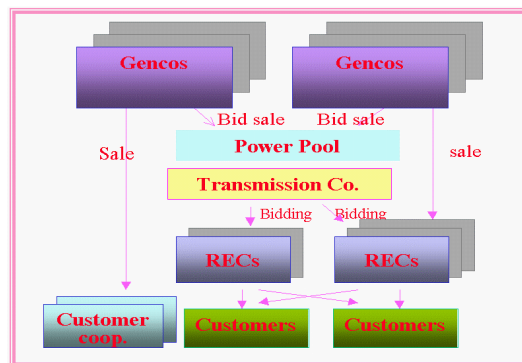 Gencos
Gencos
Bid sale
Bid sale
Sale
Power Pool
sale
Transmission Co.
Bidding
Bidding
RECs
RECs
Customer
coop.
Customers
Customers